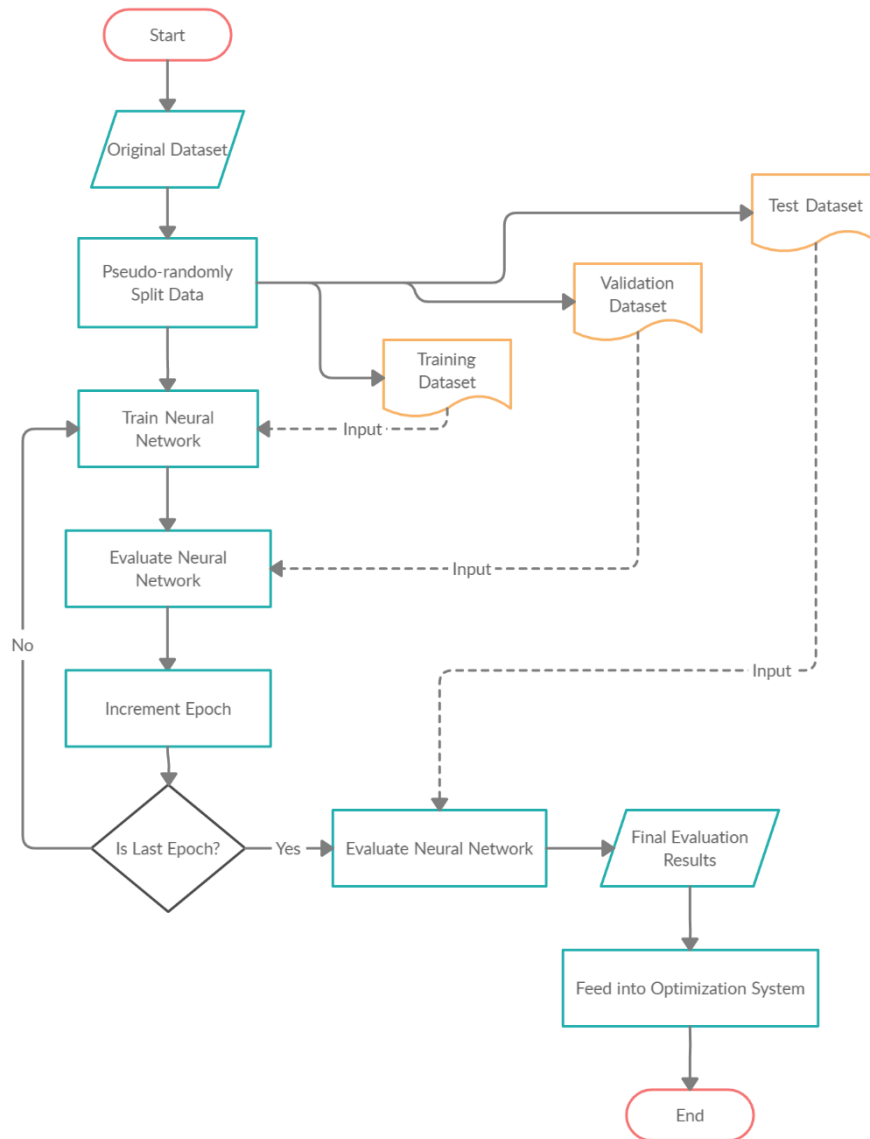 Start
Original Dataset
Test Dataset
Pseudo-randomly
Split Data
Validation
Dataset
Training
Dataset
Train Neural
Network
Input
Evaluate Neural
Network
Input
No
Input
Increment Epoch
Is Last Epoch?
Yes
Evaluate Neural Network
Final Evaluation
Results
Feed into Optimization System
End